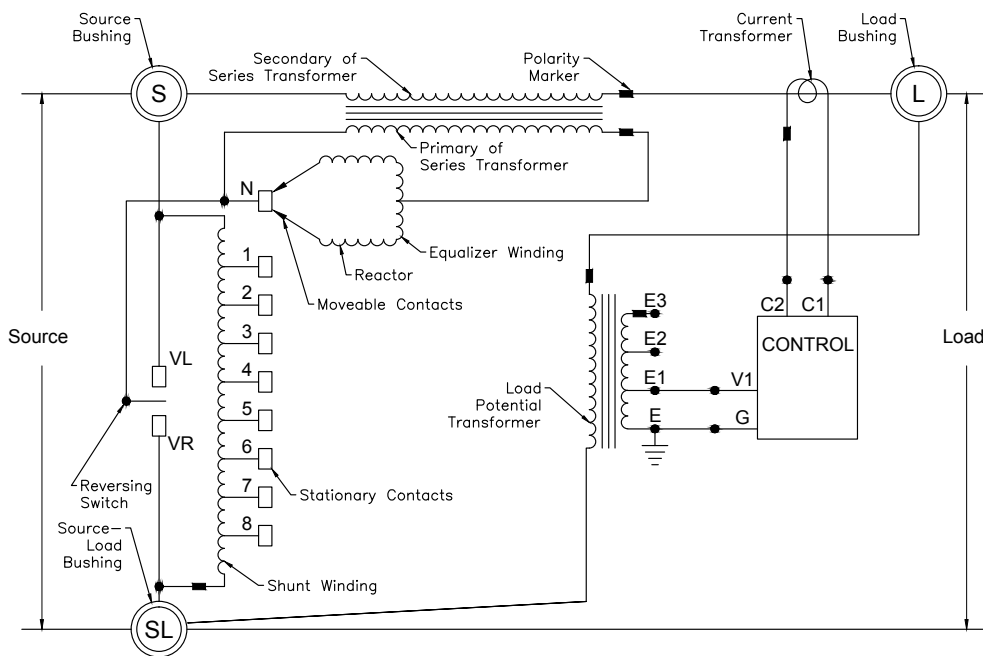 Source
Bushing
Current
Transformer
Load
Bushing
Secondary of
Series Transformer
Polarity
Marker
S
L
Primary of
Series Transformer
N
Equalizer Winding
Reactor
Moveable Contacts
1
2
3
4
5
6
7
8
Source
VL
VR
Load
E3
E2
E1
E
C2
C1
CONTROL
V1
G
Load
Potential
Transformer
Reversing
Switch
Stationary Contacts
Source-
Load
Bushing
Shunt Winding
SL